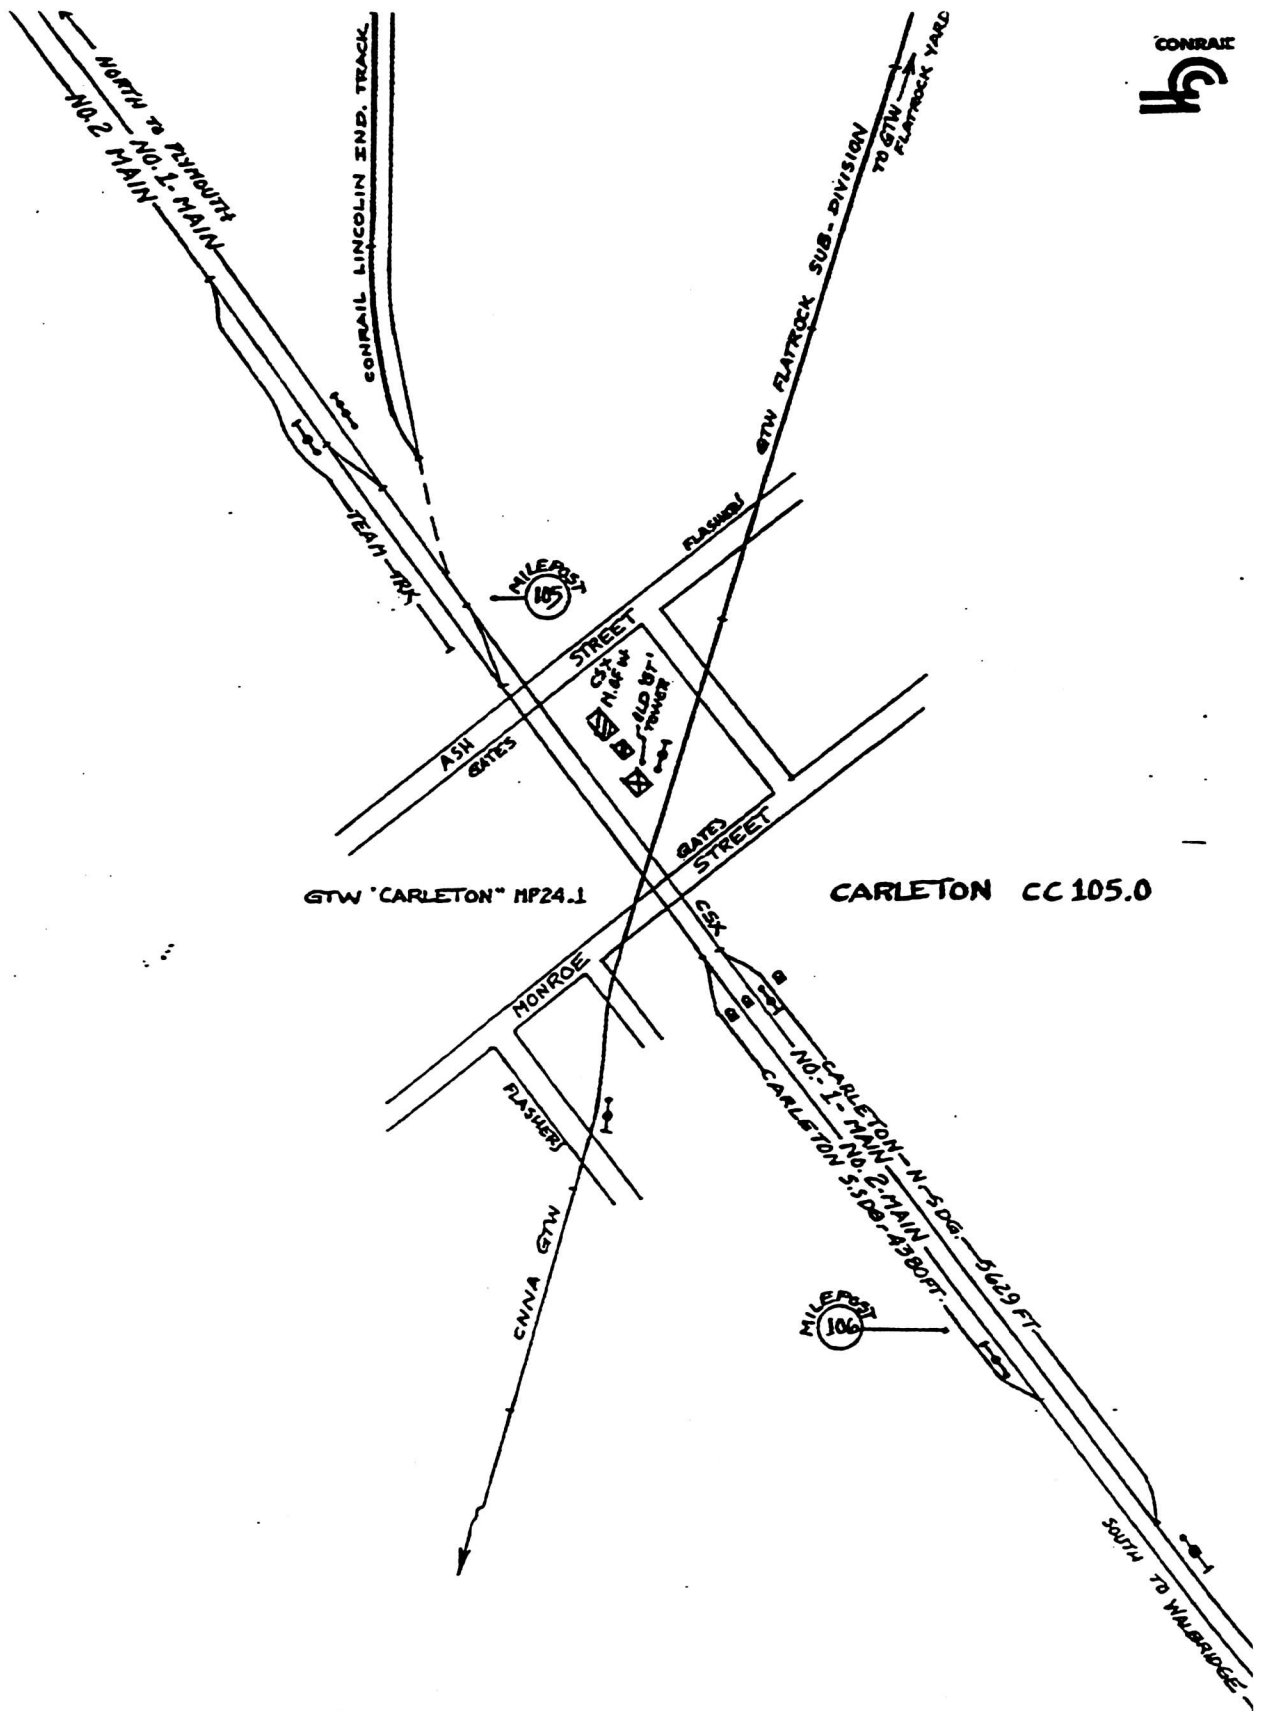 CONRAIL
NORTH TO PLYMOUTH
NO. 1- MAIN
NO. 2 MAIN
CONRAIL LINCOLIN IND. TRACK
GTW FLATROCK SUB-DIVISION
TO GTW
FLATROCK YARD
TEAM TRK
MILEPOST
105
FLASHERS
ASH STREET
GATES
CSX
M. OF W.
OLD 'BT'
TOWER
GATES
MONROE STREET
GTW "CARLETON" MP24.1
CARLETON CC 105.0
CSX
FLASHERS
B
B
B
CARLETON N. SDG. 5629 FT
NO.- 1- MAIN
NO. 2- MAIN
CARLETON S. SDG. 4380 FT.
CNNA GTW
MILEPOST
106
SOUTH TO WALBRIDGE